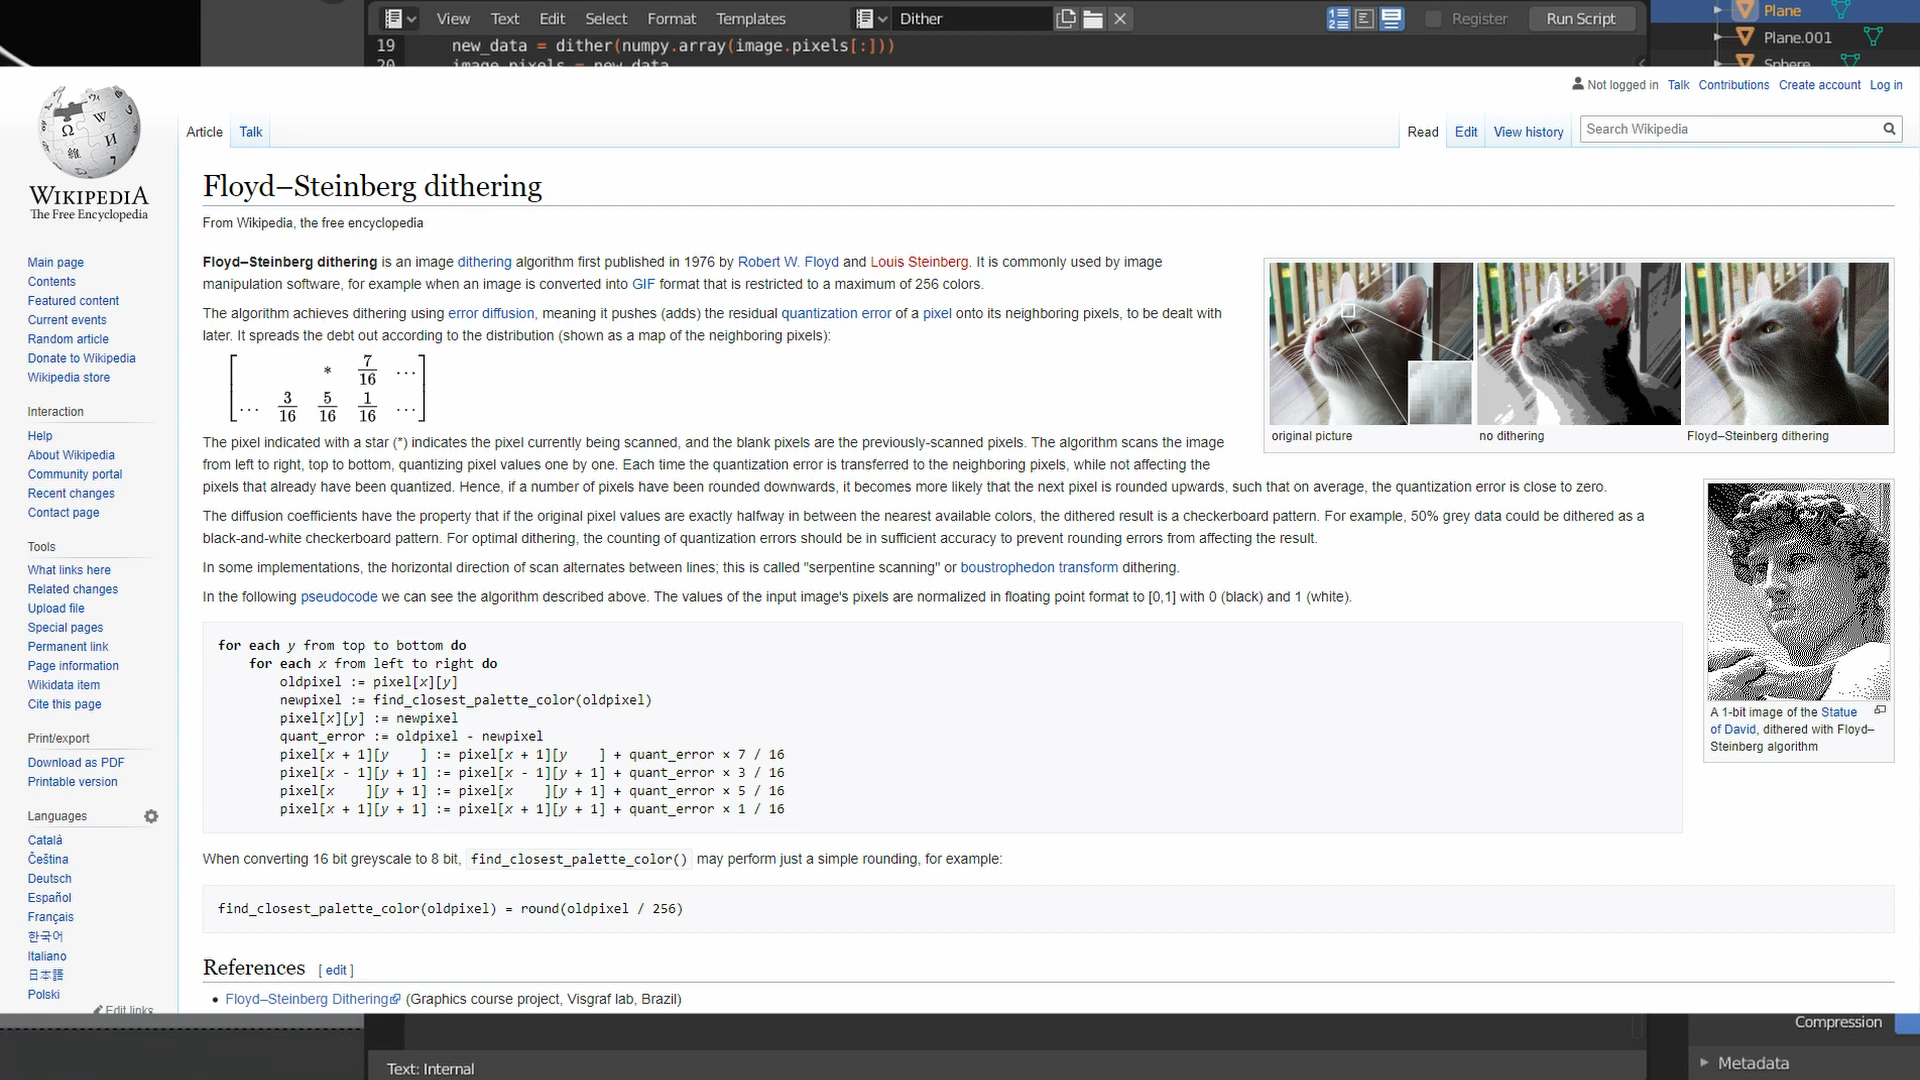 View Text Edit Select Format Templates Dither Register Run Script
Plane
19 new_data = dither(numpy.array(image.pixels[:]))
Plane.001
20 image.pixels = new_data
Sphere
Not logged in Talk Contributions Create account Log in
Article Talk Read Edit View history Search Wikipedia
WIKIPEDIA
The Free Encyclopedia
Main page
Contents
Featured content
Current events
Random article
Donate to Wikipedia
Wikipedia store
Interaction
Help
About Wikipedia
Community portal
Recent changes
Contact page
Tools
What links here
Related changes
Upload file
Special pages
Permanent link
Page information
Wikidata item
Cite this page
Print/export
Download as PDF
Printable version
Languages
Català
Čeština
Deutsch
Español
Français
한국어
Italiano
日本語
Polski
Edit links
Floyd–Steinberg dithering
From Wikipedia, the free encyclopedia
Floyd–Steinberg dithering is an image dithering algorithm first published in 1976 by Robert W. Floyd and Louis Steinberg. It is commonly used by image
manipulation software, for example when an image is converted into GIF format that is restricted to a maximum of 256 colors.
The algorithm achieves dithering using error diffusion, meaning it pushes (adds) the residual quantization error of a pixel onto its neighboring pixels, to be dealt with
later. It spreads the debt out according to the distribution (shown as a map of the neighboring pixels):
* 7/16 ...
... 3/16 5/16 1/16 ...
original picture
no dithering
Floyd–Steinberg dithering
The pixel indicated with a star (*) indicates the pixel currently being scanned, and the blank pixels are the previously-scanned pixels. The algorithm scans the image
from left to right, top to bottom, quantizing pixel values one by one. Each time the quantization error is transferred to the neighboring pixels, while not affecting the
pixels that already have been quantized. Hence, if a number of pixels have been rounded downwards, it becomes more likely that the next pixel is rounded upwards, such that on average, the quantization error is close to zero.
The diffusion coefficients have the property that if the original pixel values are exactly halfway in between the nearest available colors, the dithered result is a checkerboard pattern. For example, 50% grey data could be dithered as a
black-and-white checkerboard pattern. For optimal dithering, the counting of quantization errors should be in sufficient accuracy to prevent rounding errors from affecting the result.
In some implementations, the horizontal direction of scan alternates between lines; this is called "serpentine scanning" or boustrophedon transform dithering.
In the following pseudocode we can see the algorithm described above. The values of the input image's pixels are normalized in floating point format to [0,1] with 0 (black) and 1 (white).
for each y from top to bottom do
for each x from left to right do
oldpixel := pixel[x][y]
newpixel := find_closest_palette_color(oldpixel)
pixel[x][y] := newpixel
quant_error := oldpixel - newpixel
pixel[x + 1][y    ] := pixel[x + 1][y    ] + quant_error × 7 / 16
pixel[x - 1][y + 1] := pixel[x - 1][y + 1] + quant_error × 3 / 16
pixel[x    ][y + 1] := pixel[x    ][y + 1] + quant_error × 5 / 16
pixel[x + 1][y + 1] := pixel[x + 1][y + 1] + quant_error × 1 / 16
A 1-bit image of the Statue
of David, dithered with Floyd–
Steinberg algorithm
When converting 16 bit greyscale to 8 bit, find_closest_palette_color() may perform just a simple rounding, for example:
find_closest_palette_color(oldpixel) = round(oldpixel / 256)
References [ edit ]
• Floyd–Steinberg Dithering (Graphics course project, Visgraf lab, Brazil)
Compression
Metadata
Text: Internal